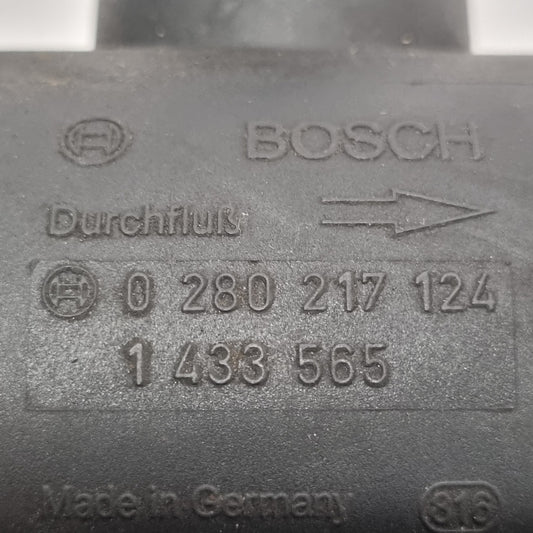 BOSCH
Durchfluß
0 280 217 124
1 433 565
Made in Germany 316